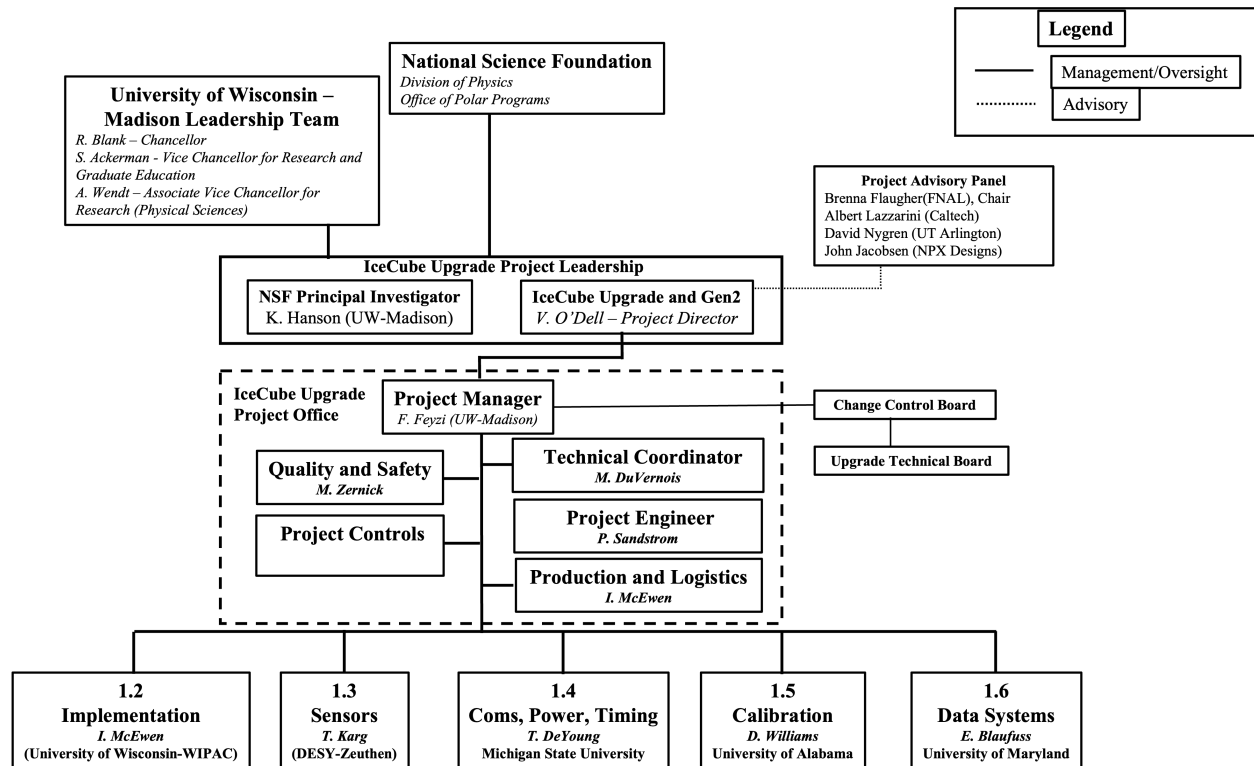 Legend
Management/Oversight
Advisory
National Science Foundation
Division of Physics
Office of Polar Programs
University of Wisconsin –
Madison Leadership Team
R. Blank – Chancellor
S. Ackerman - Vice Chancellor for Research and
Graduate Education
A. Wendt – Associate Vice Chancellor for
Research (Physical Sciences)
Project Advisory Panel
Brenna Flaugher(FNAL), Chair
Albert Lazzarini (Caltech)
David Nygren (UT Arlington)
John Jacobsen (NPX Designs)
IceCube Upgrade Project Leadership
NSF Principal Investigator
K. Hanson (UW-Madison)
IceCube Upgrade and Gen2
V. O’Dell – Project Director
IceCube Upgrade
Project Office
Project Manager
F. Feyzi (UW-Madison)
Change Control Board
Upgrade Technical Board
Quality and Safety
M. Zernick
Technical Coordinator
M. DuVernois
Project Controls
Project Engineer
P. Sandstrom
Production and Logistics
I. McEwen
1.2
Implementation
I. McEwen
(University of Wisconsin-WIPAC)
1.3
Sensors
T. Karg
(DESY-Zeuthen)
1.4
Coms, Power, Timing
T. DeYoung
Michigan State University
1.5
Calibration
D. Williams
University of Alabama
1.6
Data Systems
E. Blaufuss
University of Maryland